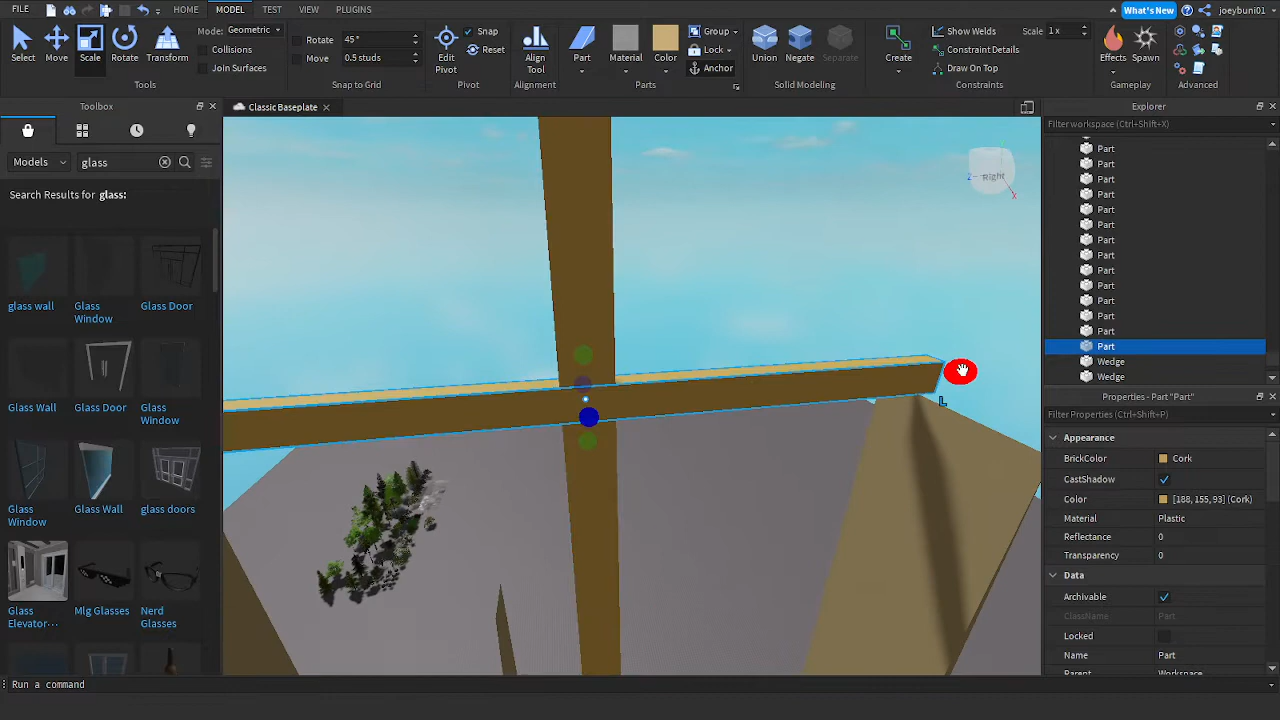 FILE HOME MODEL TEST VIEW PLUGINS What's New joeybuni01
Select Move Scale Rotate Transform
Mode: Geometric
Collisions
Join Surfaces
Tools
Rotate 45°
Move 0.5 studs
Snap to Grid
Edit Pivot
Snap
Reset
Pivot
Align Tool
Alignment
Part Material Color
Group
Lock
Anchor
Parts
Union Negate Separate
Solid Modeling
Create
Show Welds Scale 1x
Constraint Details
Draw On Top
Constraints
Effects Spawn
Gameplay
Advanced
Toolbox
Models glass
Search Results for glass:
glass wall
Glass Window
Glass Door
Glass Wall
Glass Door
Glass Window
Glass Window
Glass Wall
glass doors
Glass Elevator...
Mlg Glasses
Nerd Glasses
Classic Baseplate
Right
Z
X
L
Explorer
Filter workspace (Ctrl+Shift+X)
Part
Part
Part
Part
Part
Part
Part
Part
Part
Part
Part
Part
Part
Part
Wedge
Wedge
Properties - Part "Part"
Filter Properties (Ctrl+Shift+P)
Appearance
BrickColor Cork
CastShadow
Color [188, 155, 93] (Cork)
Material Plastic
Reflectance 0
Transparency 0
Data
Archivable
ClassName Part
Locked
Name Part
Parent Workspace
Run a command